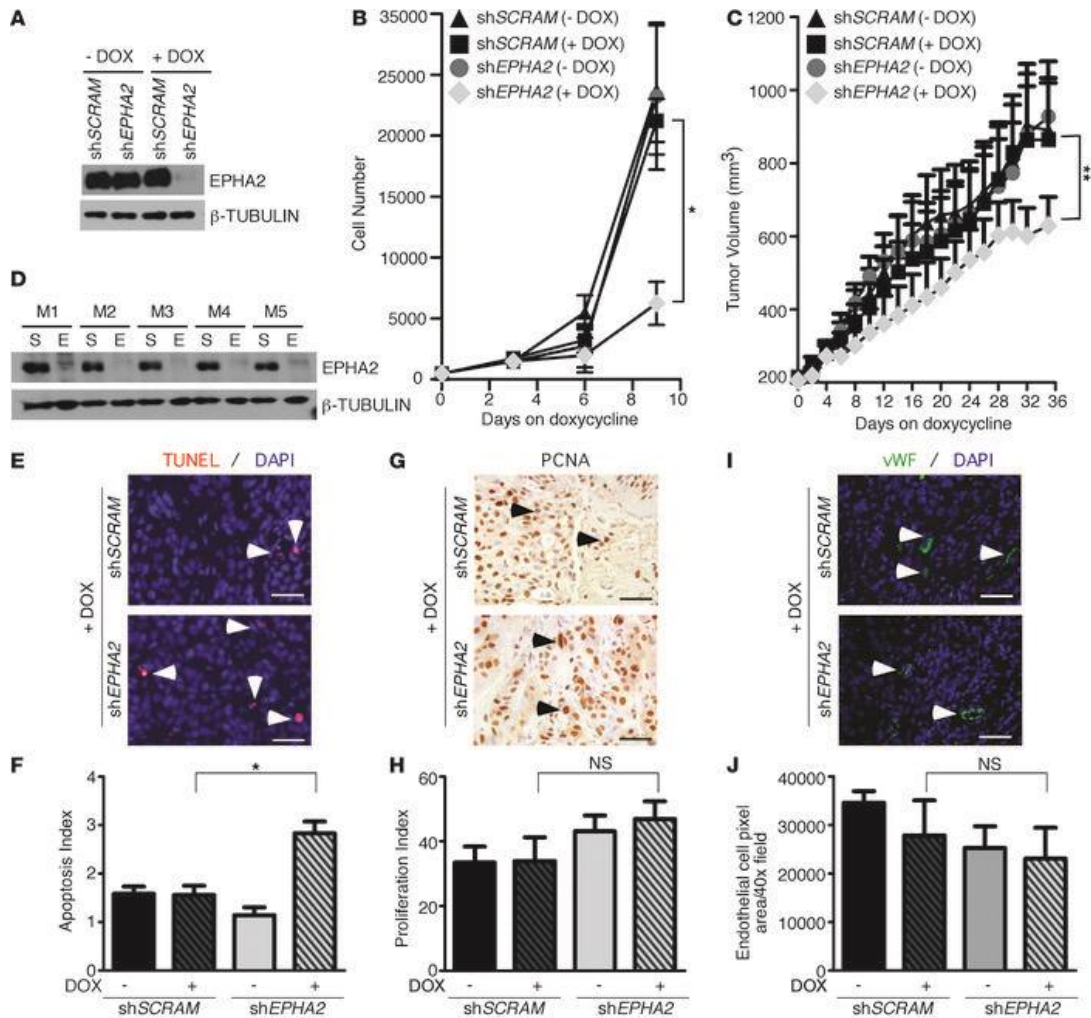 A
- DOX + DOX
shSCRAM
shEPHA2
shSCRAM
shEPHA2
EPHA2
β-TUBULIN
B
shSCRAM (- DOX)
shSCRAM (+ DOX)
shEPHA2 (- DOX)
shEPHA2 (+ DOX)
35000
25000
20000
15000
10000
5000
0
Cell Number
*
0 2 4 6 8 10
Days on doxycycline
C
shSCRAM (- DOX)
shSCRAM (+ DOX)
shEPHA2 (- DOX)
shEPHA2 (+ DOX)
1200
1000
800
600
400
200
Tumor Volume (mm³)
**
0 4 8 12 16 20 24 28 32 36
Days on doxycycline
D
M1 M2 M3 M4 M5
S E S E S E S E S E
EPHA2
β-TUBULIN
E
TUNEL / DAPI
+ DOX
shSCRAM
shEPHA2
G
PCNA
+ DOX
shSCRAM
shEPHA2
I
vWF / DAPI
+ DOX
shSCRAM
shEPHA2
F
*
4
3
2
1
0
Apoptosis Index
DOX - + - +
shSCRAM shEPHA2
H
NS
60
40
20
0
Proliferation Index
DOX - + - +
shSCRAM shEPHA2
J
NS
40000
30000
20000
10000
0
Endothelial cell pixel
area/40x field
DOX - + - +
shSCRAM shEPHA2